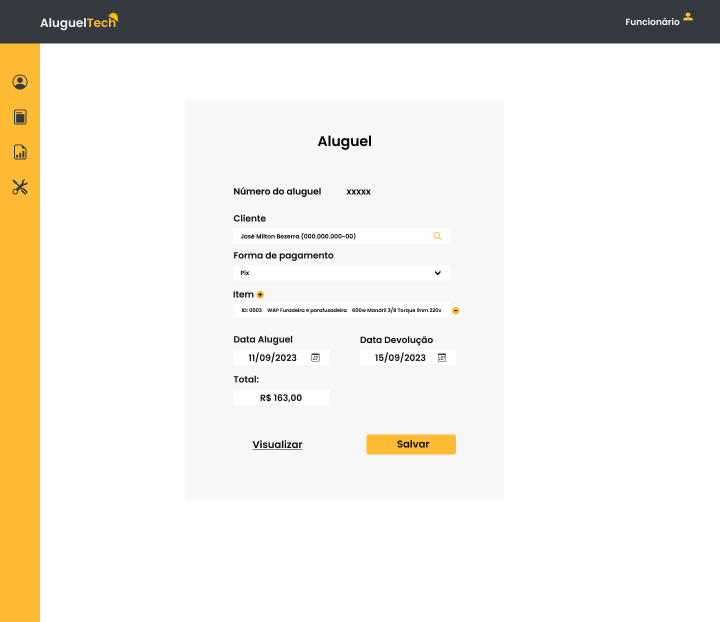 AluguelTech
Funcionário
Aluguel
Número do aluguel xxxxx
Cliente
José Milton Bezerra (000.000.000-00)
Forma de pagamento
Pix
Item
ID: 0003 WAP Furadeira e parafusadeira 600w Mandril 3/8 Torque 9nm 220v
Data Aluguel Data Devolução
11/09/2023 15/09/2023
Total:
R$ 163,00
Visualizar Salvar